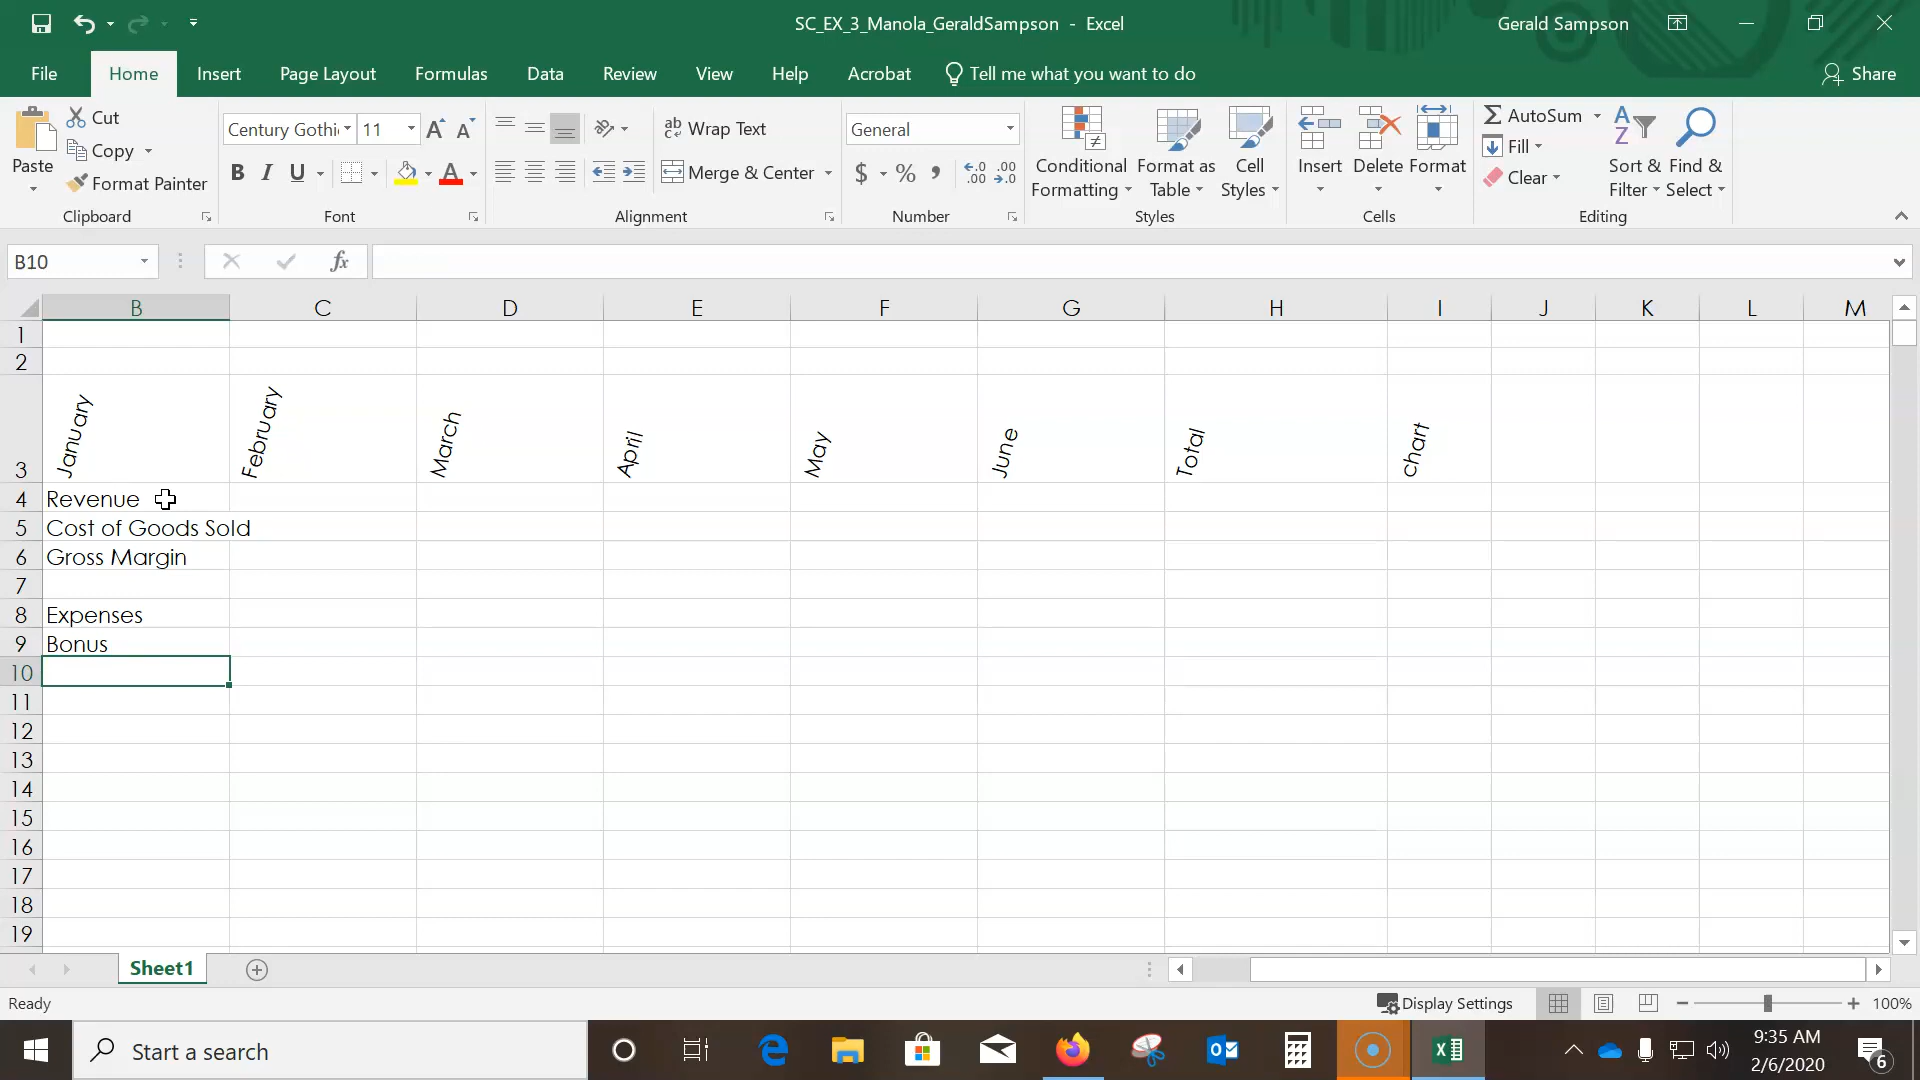 SC_EX_3_Manola_GeraldSampson - Excel
Gerald Sampson
File Home Insert Page Layout Formulas Data Review View Help Acrobat Tell me what you want to do Share
Paste
Cut
Copy
Format Painter
Clipboard
Century Gothi 11
B I U
Font
Wrap Text
Merge & Center
Alignment
General
$ % ,
Number
Conditional Formatting
Format as Table
Cell Styles
Styles
Insert Delete Format
Cells
AutoSum
Fill
Clear
Sort & Filter
Find & Select
Editing
B10 fx
B C D E F G H I J K L M
1
2
3 January February March April May June Total chart
4 Revenue
5 Cost of Goods Sold
6 Gross Margin
7
8 Expenses
9 Bonus
10
11
12
13
14
15
16
17
18
19
Sheet1
Ready Display Settings 100%
Start a search
9:35 AM
2/6/2020
6